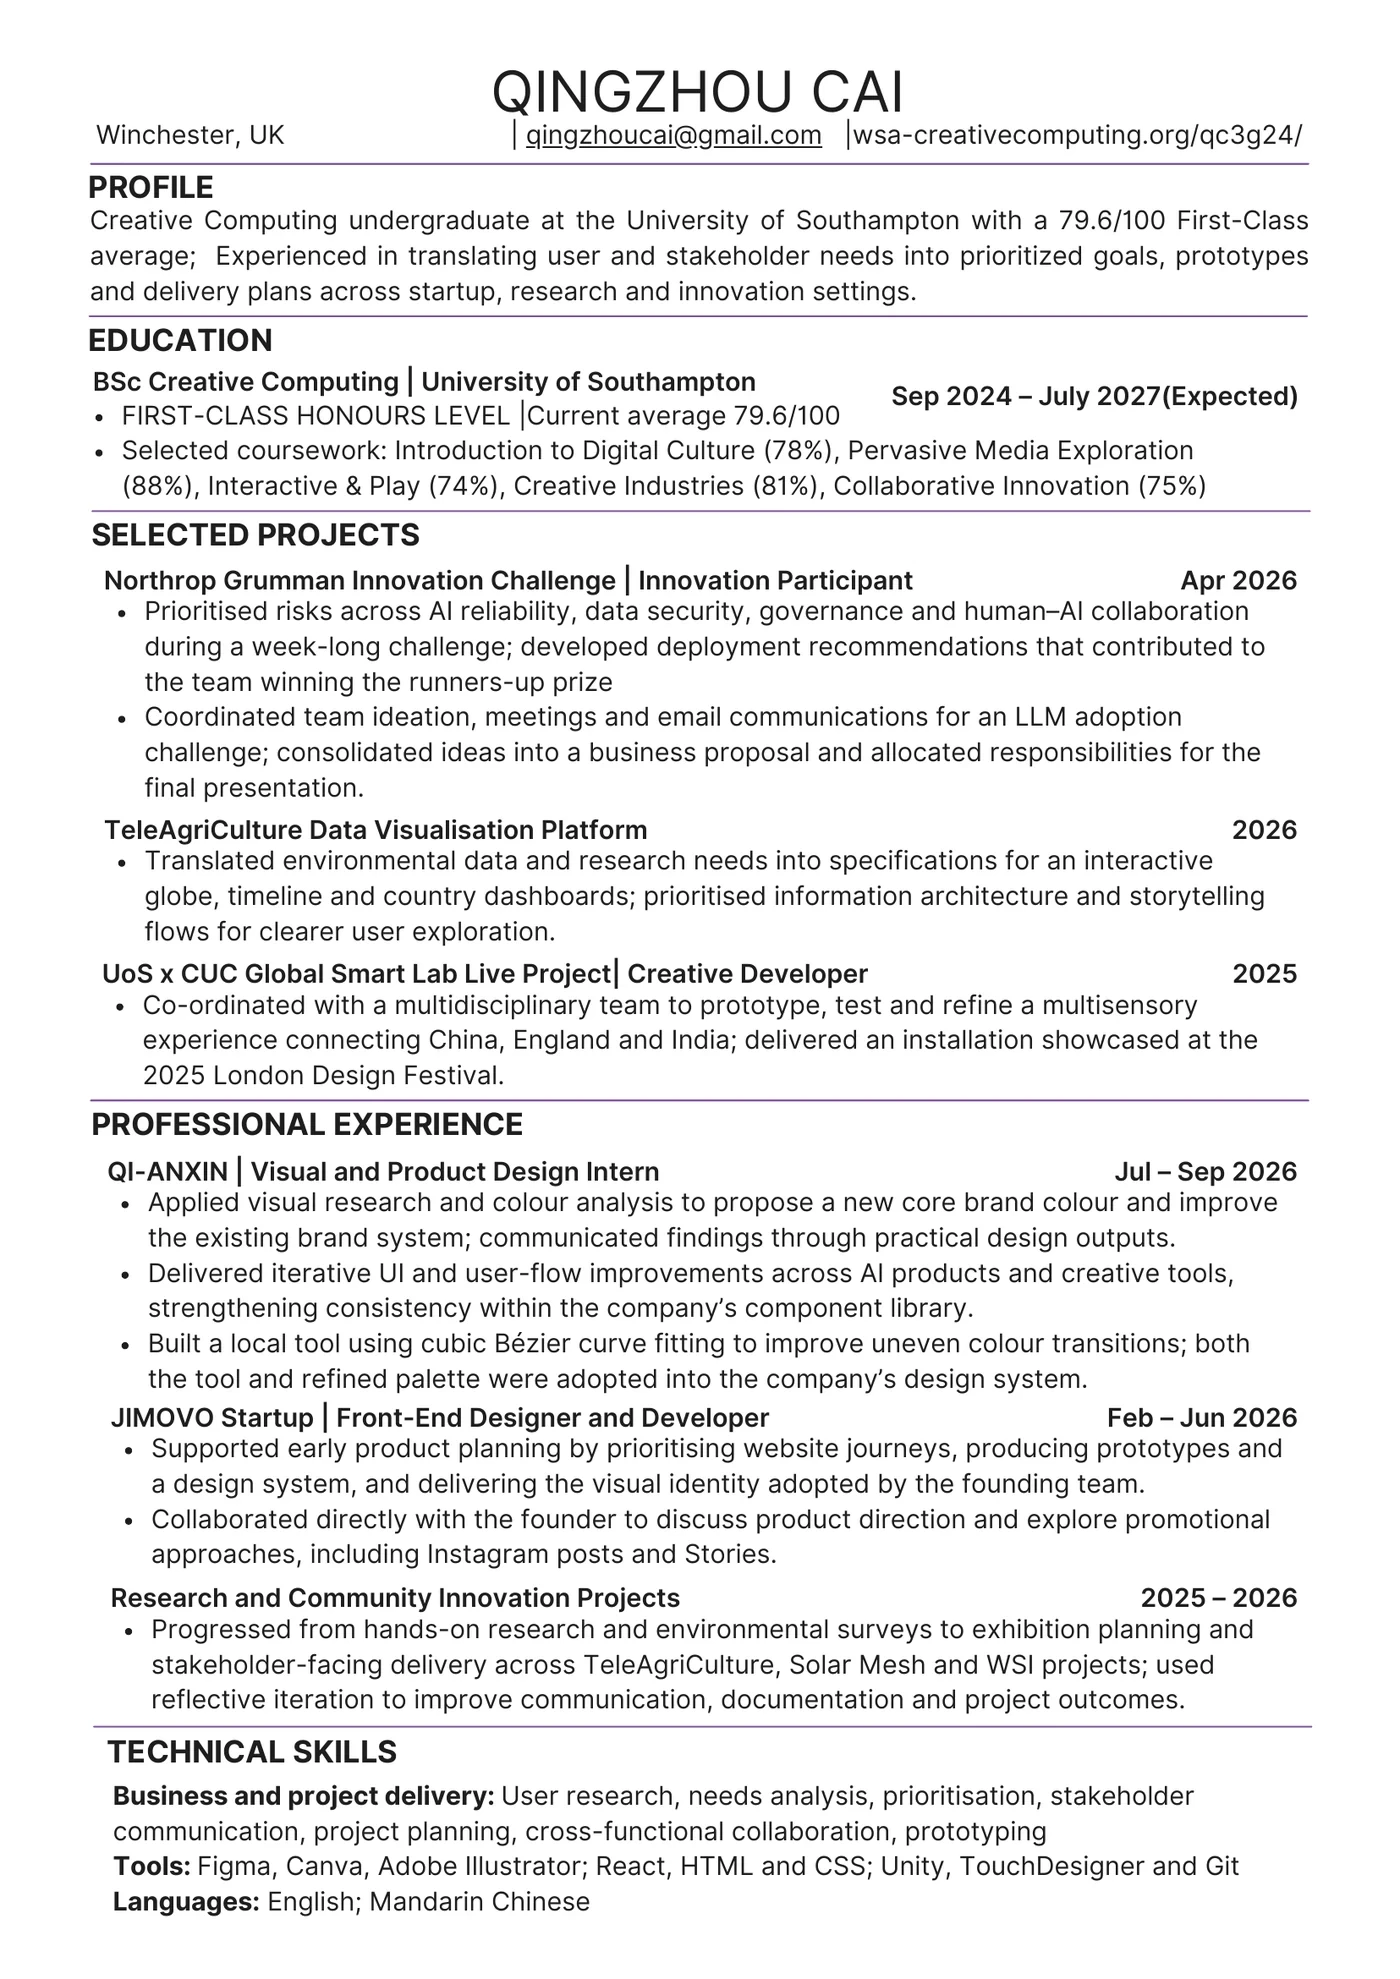 QINGZHOU CAI
Winchester, UK | qingzhoucai@gmail.com |wsa-creativecomputing.org/qc3g24/
PROFILE
Creative Computing undergraduate at the University of Southampton with a 79.6/100 First-Class
average; Experienced in translating user and stakeholder needs into prioritized goals, prototypes
and delivery plans across startup, research and innovation settings.
EDUCATION
BSc Creative Computing | University of Southampton
Sep 2024 – July 2027(Expected)
• FIRST-CLASS HONOURS LEVEL |Current average 79.6/100
• Selected coursework: Introduction to Digital Culture (78%), Pervasive Media Exploration
(88%), Interactive & Play (74%), Creative Industries (81%), Collaborative Innovation (75%)
SELECTED PROJECTS
Northrop Grumman Innovation Challenge | Innovation Participant Apr 2026
• Prioritised risks across AI reliability, data security, governance and human–AI collaboration
during a week-long challenge; developed deployment recommendations that contributed to
the team winning the runners-up prize
• Coordinated team ideation, meetings and email communications for an LLM adoption
challenge; consolidated ideas into a business proposal and allocated responsibilities for the
final presentation.
TeleAgriCulture Data Visualisation Platform 2026
• Translated environmental data and research needs into specifications for an interactive
globe, timeline and country dashboards; prioritised information architecture and storytelling
flows for clearer user exploration.
UoS x CUC Global Smart Lab Live Project| Creative Developer 2025
• Co-ordinated with a multidisciplinary team to prototype, test and refine a multisensory
experience connecting China, England and India; delivered an installation showcased at the
2025 London Design Festival.
PROFESSIONAL EXPERIENCE
QI-ANXIN | Visual and Product Design Intern Jul – Sep 2026
• Applied visual research and colour analysis to propose a new core brand colour and improve
the existing brand system; communicated findings through practical design outputs.
• Delivered iterative UI and user-flow improvements across AI products and creative tools,
strengthening consistency within the company’s component library.
• Built a local tool using cubic Bézier curve fitting to improve uneven colour transitions; both
the tool and refined palette were adopted into the company’s design system.
JIMOVO Startup | Front-End Designer and Developer Feb – Jun 2026
• Supported early product planning by prioritising website journeys, producing prototypes and
a design system, and delivering the visual identity adopted by the founding team.
• Collaborated directly with the founder to discuss product direction and explore promotional
approaches, including Instagram posts and Stories.
Research and Community Innovation Projects 2025 – 2026
• Progressed from hands-on research and environmental surveys to exhibition planning and
stakeholder-facing delivery across TeleAgriCulture, Solar Mesh and WSI projects; used
reflective iteration to improve communication, documentation and project outcomes.
TECHNICAL SKILLS
Business and project delivery: User research, needs analysis, prioritisation, stakeholder
communication, project planning, cross-functional collaboration, prototyping
Tools: Figma, Canva, Adobe Illustrator; React, HTML and CSS; Unity, TouchDesigner and Git
Languages: English; Mandarin Chinese